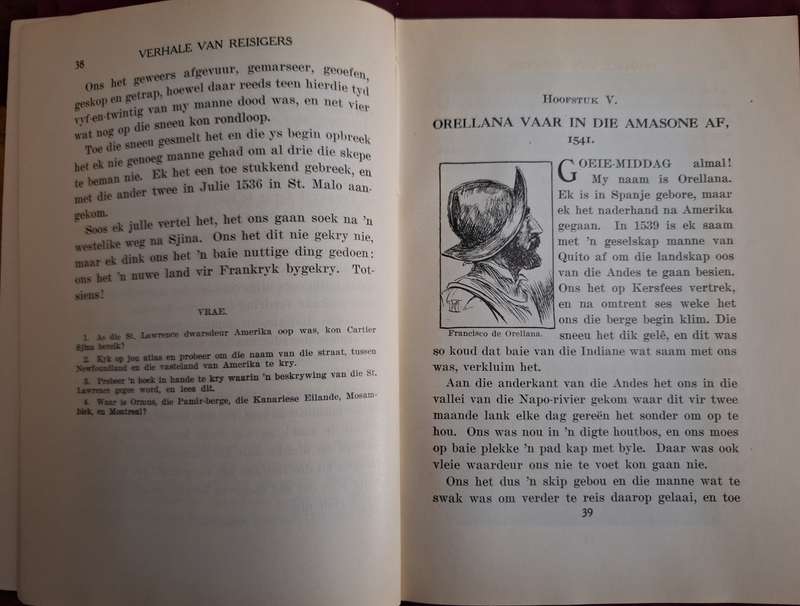 38
VERHALE VAN REISIGERS
Ons het geweers afgevuur, gemarseer, geoefen,
geskop en getrap, hoewel daar reeds teen hierdie tyd
vyf-en-twintig van my manne dood was, en net vier
wat nog op die sneeu kon rondloop.
Toe die sneeu gesmelt het en die ys begin opbreek
het ek nie genoeg manne gehad om al drie die skepe
te beman nie. Ek het een toe stukkend gebreek, en
met die ander twee in Julie 1536 in St. Malo aan-
gekom.
Soos ek julle vertel het, het ons gaan soek na 'n
westelike weg na Sjina. Ons het dit nie gekry nie,
maar ek dink ons het 'n baie nuttige ding gedoen:
ons het 'n nuwe land vir Frankryk bygekry. Tot-
siens!
VRAE.
1. As die St. Lawrence dwarsdeur Amerika oop was, kon Cartier
Sjina bereik?
2. Kyk op jou atlas en probeer om die naam van die straat, tussen
Newfoundland en die vasteland van Amerika te kry.
3. Probeer 'n boek in hande te kry waarin 'n beskrywing van die St.
Lawrence gegee word, en lees dit.
4. Waar is Ormus, die Pamir-berge, die Kanariese Eilande, Mosam-
biek, en Montreal?
HOOFSTUK V.
ORELLANA VAAR IN DIE AMASONE AF,
1541.
GOEIE-MIDDAG almal!
My naam is Orellana.
Ek is in Spanje gebore, maar
ek het naderhand na Amerika
gegaan. In 1539 is ek saam
met 'n geselskap manne van
Quito af om die landskap oos
van die Andes te gaan besien.
Ons het op Kersfees vertrek,
en na omtrent ses weke het
ons die berge begin klim. Die
sneeu het dik gelê, en dit was
Francisco de Orellana.
so koud dat baie van die Indiane wat saam met ons
was, verkluim het.
Aan die anderkant van die Andes het ons in die
vallei van die Napo-rivier gekom waar dit vir twee
maande lank elke dag gereën het sonder om op te
hou. Ons was nou in 'n digte houtbos, en ons moes
op baie plekke 'n pad kap met byle. Daar was ook
vleie waardeur ons nie te voet kon gaan nie.
Ons het dus 'n skip gebou en die manne wat te
swak was om verder te reis daarop gelaai, en toe
39